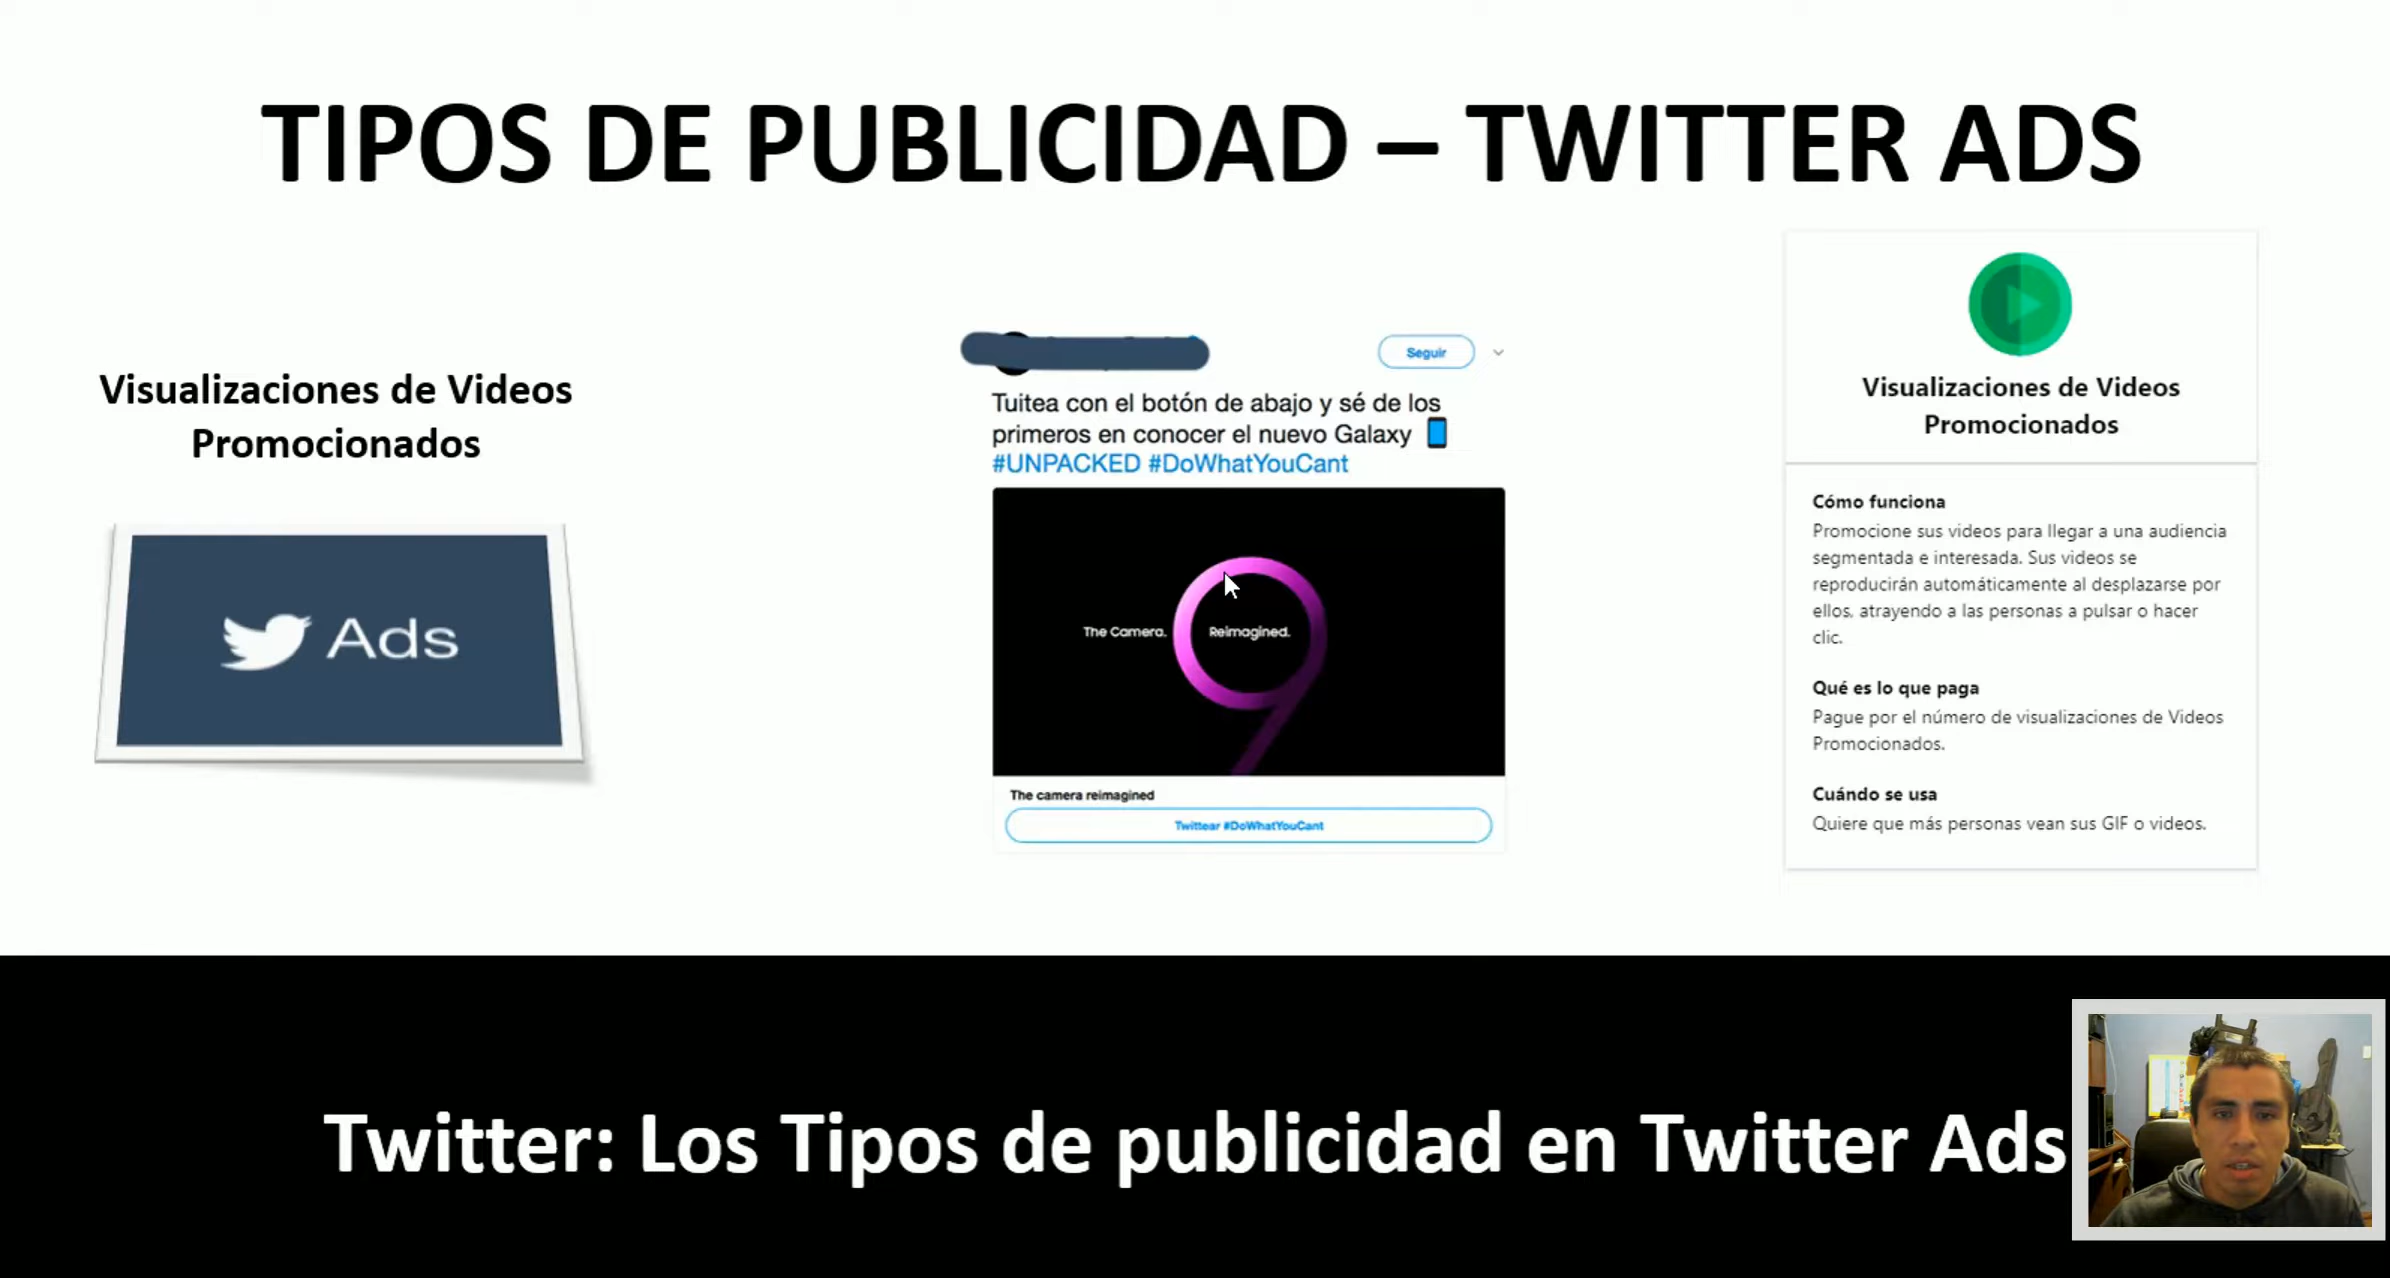 TIPOS DE PUBLICIDAD – TWITTER ADS
Visualizaciones de Videos
Promocionados
Ads
Seguir
Tuitea con el botón de abajo y sé de los
primeros en conocer el nuevo Galaxy
#UNPACKED #DoWhatYouCant
The Camera. Reimagined.
The camera reimagined
Twittear #DoWhatYouCant
Visualizaciones de Videos
Promocionados
Cómo funciona
Promocione sus videos para llegar a una audiencia
segmentada e interesada. Sus videos se
reproducirán automáticamente al desplazarse por
ellos, atrayendo a las personas a pulsar o hacer
clic.
Qué es lo que paga
Pague por el número de visualizaciones de Videos
Promocionados.
Cuándo se usa
Quiere que más personas vean sus GIF o videos.
Twitter: Los Tipos de publicidad en Twitter Ads